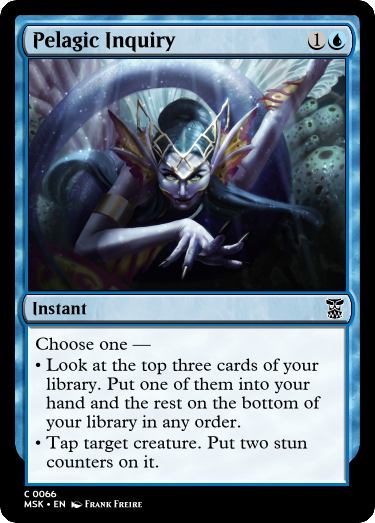 Pelagic Inquiry 1
Instant
Choose one —
• Look at the top three cards of your
library. Put one of them into your
hand and the rest on the bottom of
your library in any order.
• Tap target creature. Put two stun
counters on it.
C 0066
MSK • EN Frank Freire